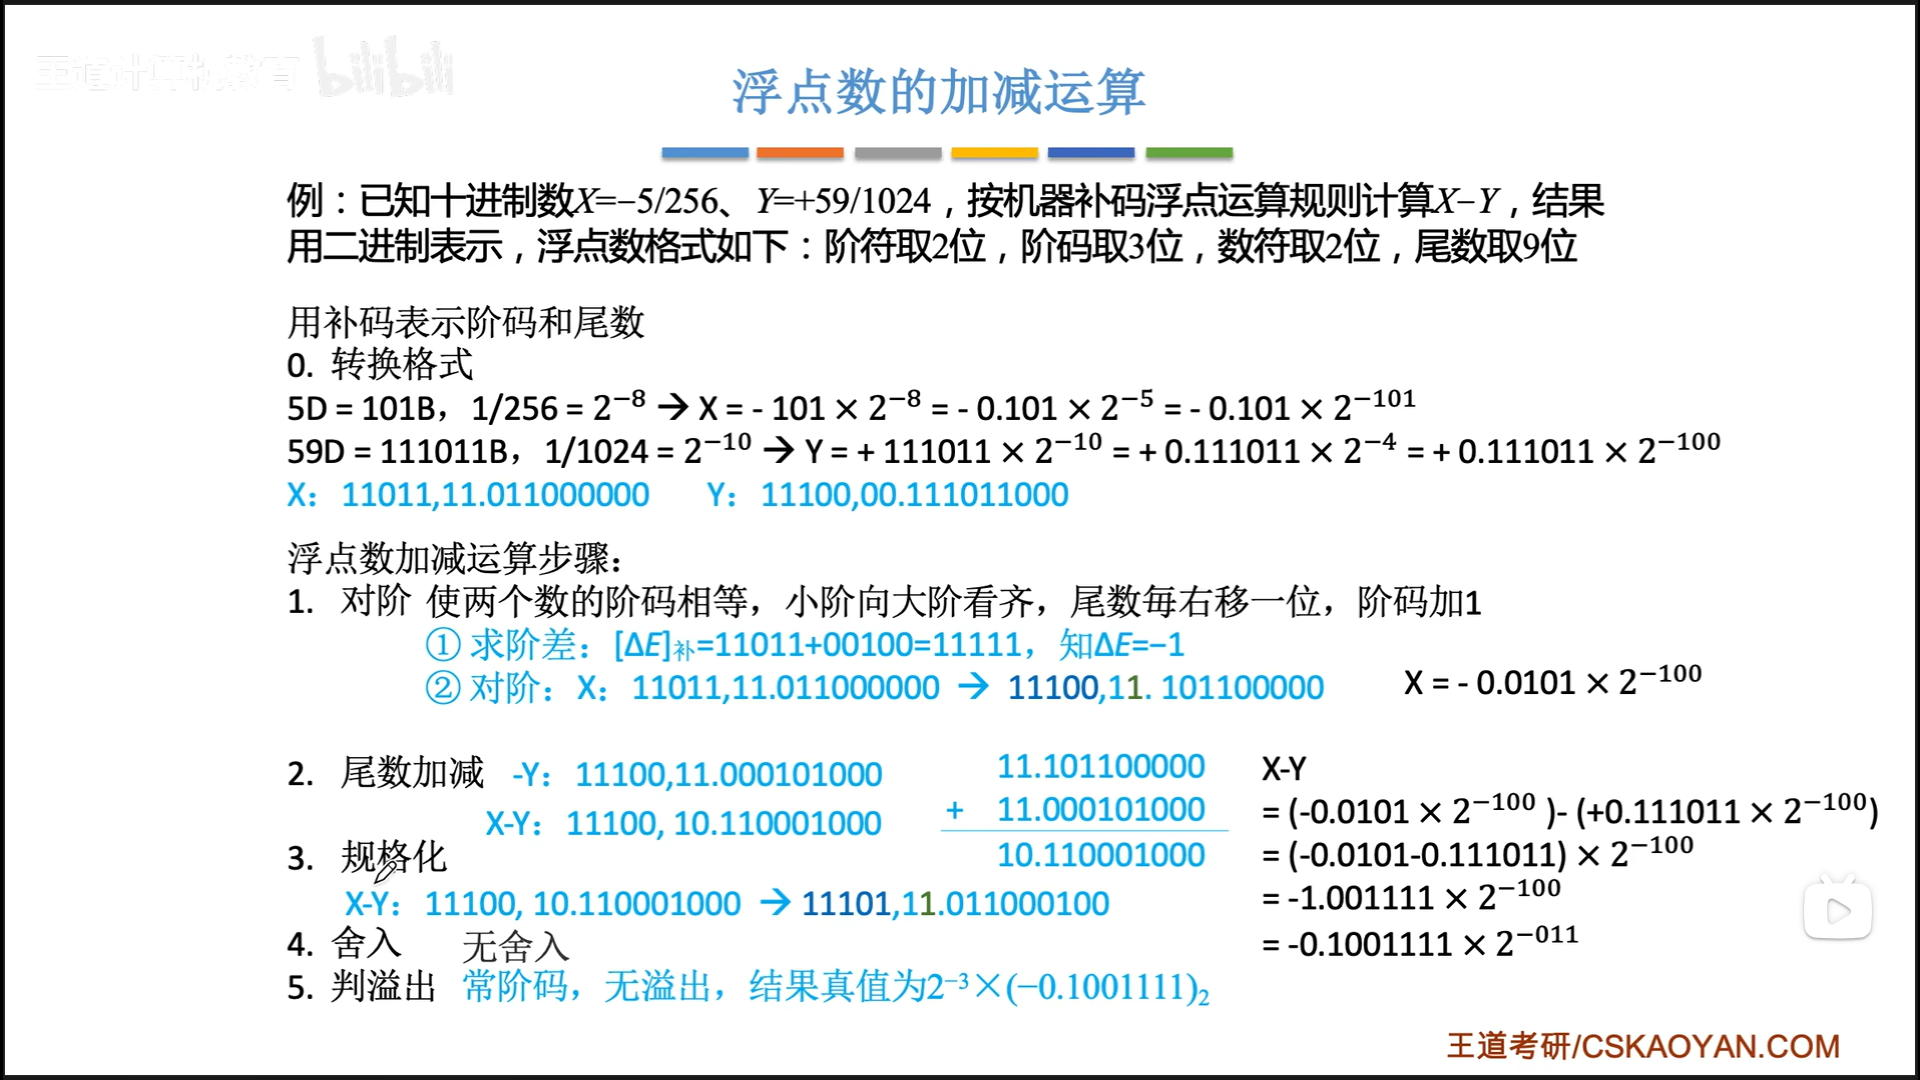 王道计算机教育 bilibili
浮点数的加减运算
例：已知十进制数X=−5/256、Y=+59/1024，按机器补码浮点运算规则计算X−Y，结果
用二进制表示，浮点数格式如下：阶符取2位，阶码取3位，数符取2位，尾数取9位
用补码表示阶码和尾数
0. 转换格式
5D = 101B，1/256 = 2⁻⁸ → X = - 101 × 2⁻⁸ = - 0.101 × 2⁻⁵ = - 0.101 × 2⁻¹⁰¹
59D = 111011B，1/1024 = 2⁻¹⁰ → Y = + 111011 × 2⁻¹⁰ = + 0.111011 × 2⁻⁴ = + 0.111011 × 2⁻¹⁰⁰
X：11011,11.011000000 Y：11100,00.111011000
浮点数加减运算步骤：
1. 对阶 使两个数的阶码相等，小阶向大阶看齐，尾数每右移一位，阶码加1
① 求阶差：[ΔE]补=11011+00100=11111，知ΔE=−1
② 对阶：X：11011,11.011000000 → 11100,11. 101100000 X = - 0.0101 × 2⁻¹⁰⁰
2. 尾数加减 -Y：11100,11.000101000
X-Y：11100, 10.110001000
11.101100000
+ 11.000101000
10.110001000
X-Y
= (-0.0101 × 2⁻¹⁰⁰ )- (+0.111011 × 2⁻¹⁰⁰)
= (-0.0101-0.111011) × 2⁻¹⁰⁰
= -1.001111 × 2⁻¹⁰⁰
= -0.1001111 × 2⁻⁰¹¹
3. 规格化
X-Y：11100, 10.110001000 → 11101,11.011000100
4. 舍入 无舍入
5. 判溢出 常阶码，无溢出，结果真值为2⁻³×(−0.1001111)₂
王道考研/CSKAOYAN.COM